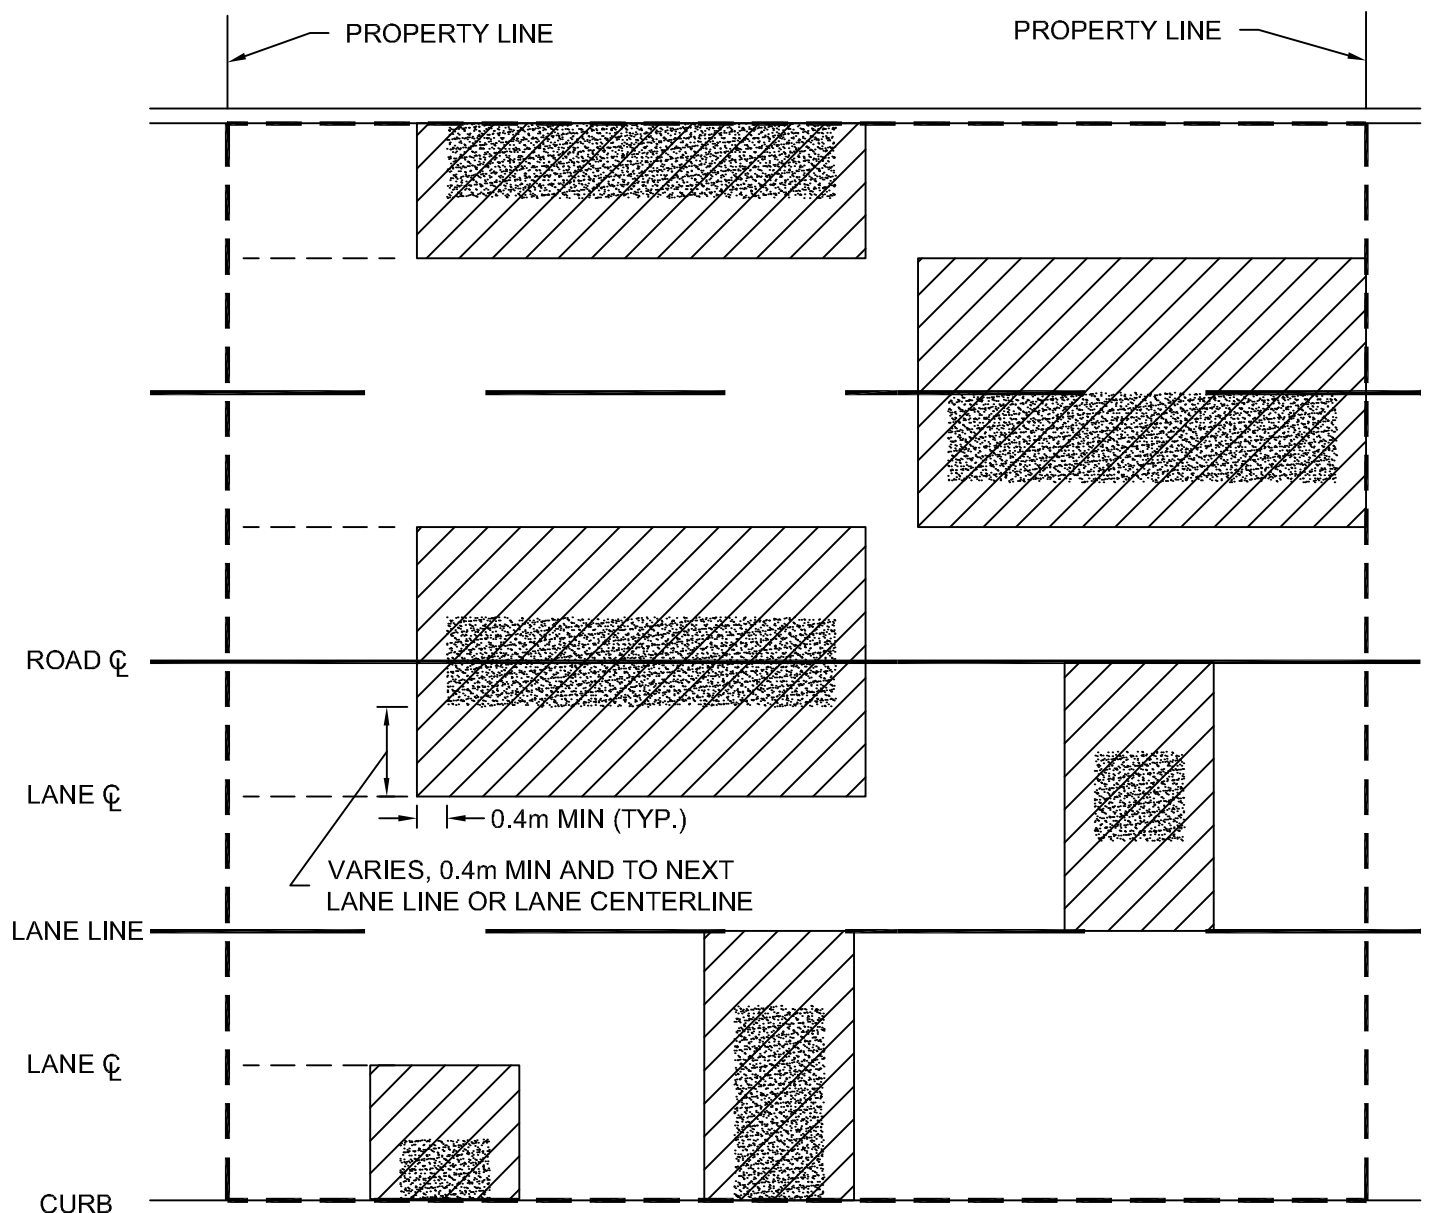 PROPERTY LINE
PROPERTY LINE
ROAD ℄
LANE ℄
0.4m MIN (TYP.)
VARIES, 0.4m MIN AND TO NEXT
LANE LINE OR LANE CENTERLINE
LANE LINE
LANE ℄
CURB